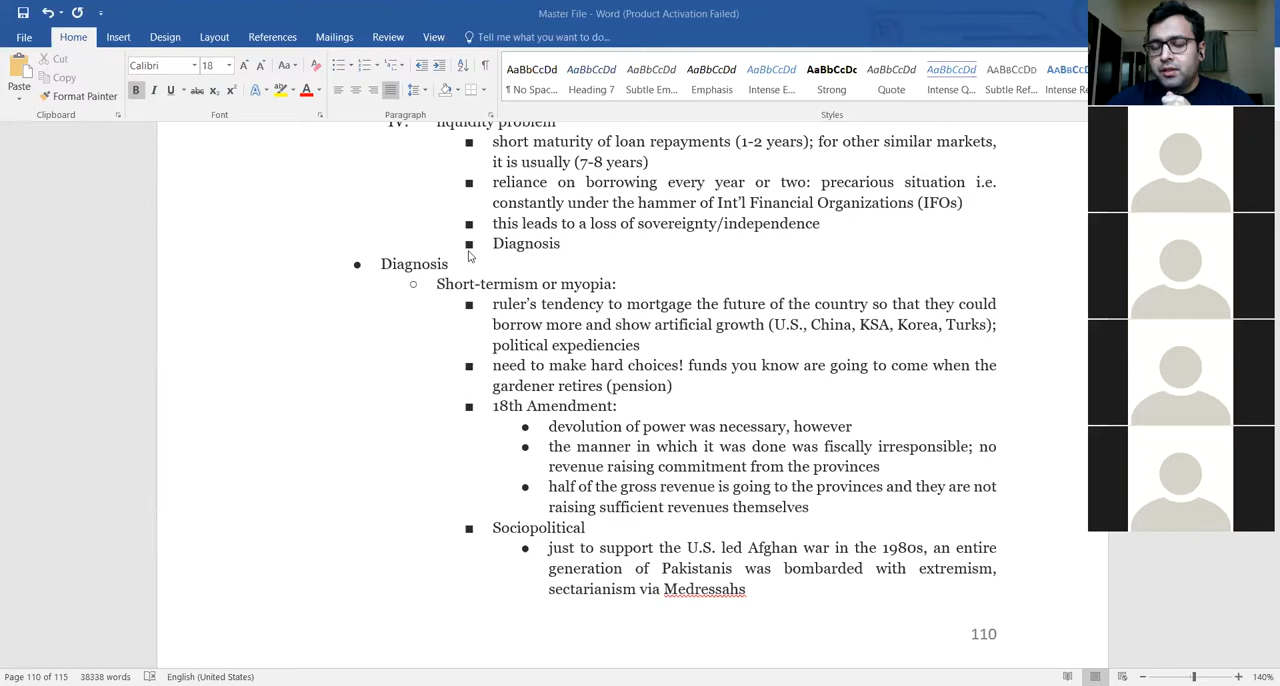 Master File - Word (Product Activation Failed)
File Home Insert Design Layout References Mailings Review View Tell me what you want to do...
Paste
Cut
Copy
Format Painter
Calibri 18
Aa
B I U abc x₂ x² A A
AaBbCcDd AaBbCcDd AaBbCcDd AaBbCcDd AaBbCcDd AaBbCcDc AaBbCcDd AaBbCcDd AABBCCDD AABBCC
¶ No Spac... Heading 7 Subtle Em... Emphasis Intense E... Strong Quote Intense Q... Subtle Ref... Intense Re
Clipboard Font Paragraph Styles
IV. liquidity problem
■ short maturity of loan repayments (1-2 years); for other similar markets,
it is usually (7-8 years)
■ reliance on borrowing every year or two: precarious situation i.e.
constantly under the hammer of Int'l Financial Organizations (IFOs)
■ this leads to a loss of sovereignty/independence
■ Diagnosis
● Diagnosis
○ Short-termism or myopia:
■ ruler's tendency to mortgage the future of the country so that they could
borrow more and show artificial growth (U.S., China, KSA, Korea, Turks);
political expediencies
■ need to make hard choices! funds you know are going to come when the
gardener retires (pension)
■ 18th Amendment:
● devolution of power was necessary, however
● the manner in which it was done was fiscally irresponsible; no
revenue raising commitment from the provinces
● half of the gross revenue is going to the provinces and they are not
raising sufficient revenues themselves
■ Sociopolitical
● just to support the U.S. led Afghan war in the 1980s, an entire
generation of Pakistanis was bombarded with extremism,
sectarianism via Medressahs
110
Page 110 of 115 38338 words English (United States) 140%